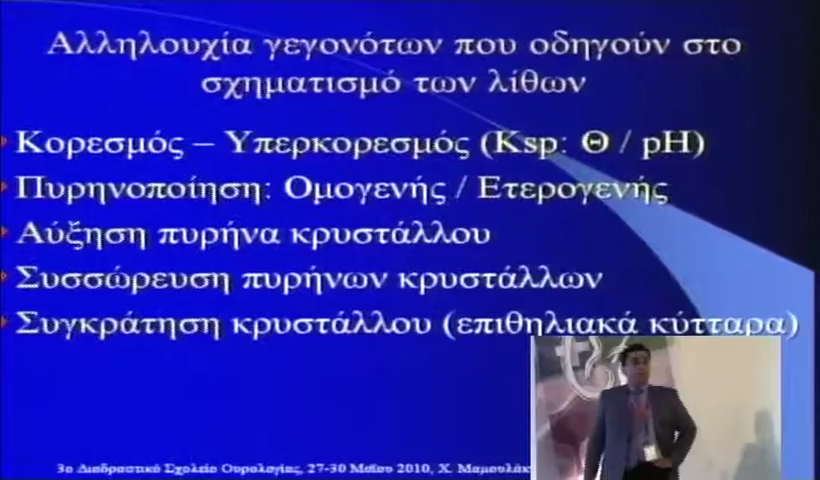 Αλληλουχία γεγονότων που οδηγούν στο
σχηματισμό των λίθων
Κορεσμός – Υπερκορεσμός (Ksp: Θ / pH)
Πυρηνοποίηση: Ομογενής / Ετερογενής
Αύξηση πυρήνα κρυστάλλου
Συσσώρευση πυρήνων κρυστάλλων
Συγκράτηση κρυστάλλου (επιθηλιακά κύτταρα)
3ο Διαδραστικό Σχολείο Ουρολογίας, 27-30 Μαΐου 2010, Χ. Μαμουλάκ